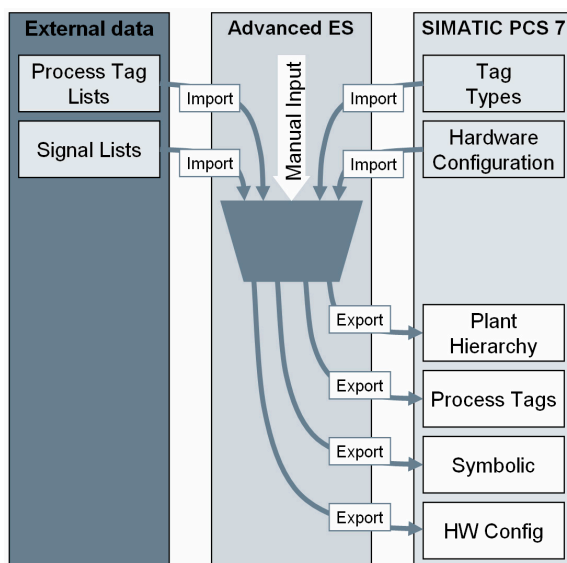 External data
Process Tag
Lists
Signal Lists
Import
Import
Advanced ES
Manual Input
SIMATIC PCS 7
Tag
Types
Hardware
Configuration
Import
Import
Export
Plant
Hierarchy
Export
Process Tags
Export
Symbolic
Export
HW Config